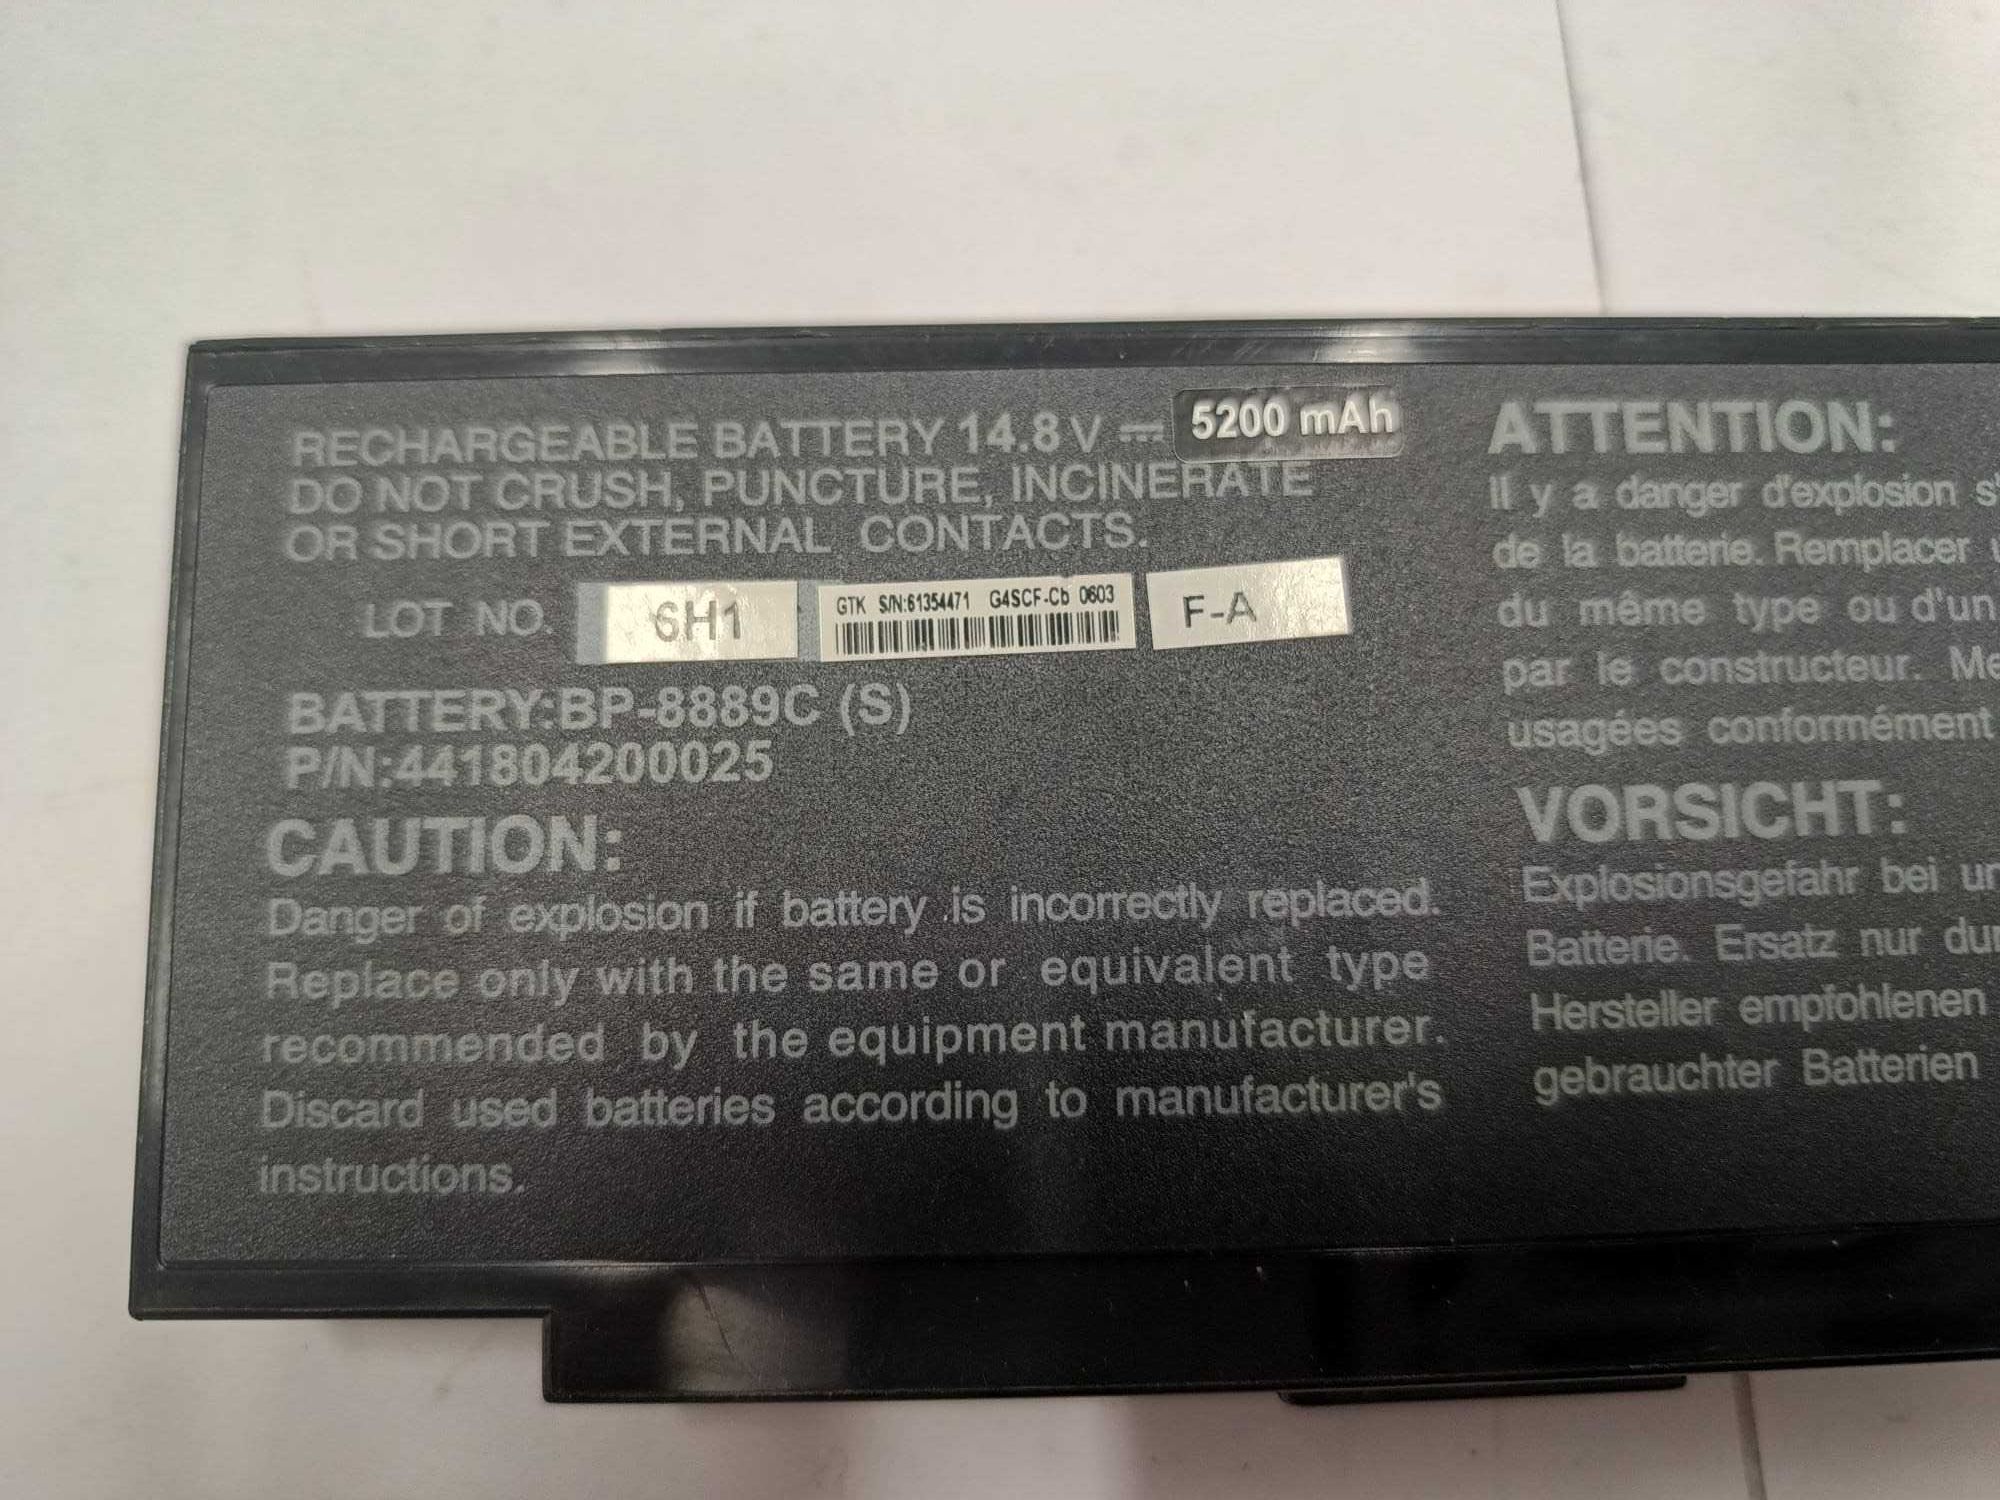 RECHARGEABLE BATTERY 14.8 V ⎓ 5200 mAh
DO NOT CRUSH, PUNCTURE, INCINERATE
OR SHORT EXTERNAL CONTACTS.
LOT NO. 6H1
GTK S/N:61354471 G4SCF-Cb 0603
F-A
BATTERY:BP-8889C (S)
P/N:441804200025
CAUTION:
Danger of explosion if battery is incorrectly replaced.
Replace only with the same or equivalent type
recommended by the equipment manufacturer.
Discard used batteries according to manufacturer's
instructions.
ATTENTION:
Il y a danger d'explosion s'
de la batterie. Remplacer
du même type ou d'un
par le constructeur. Me
usagées conformément
VORSICHT:
Explosionsgefahr bei un
Batterie. Ersatz nur dur
Hersteller empfohlenen
gebrauchter Batterien